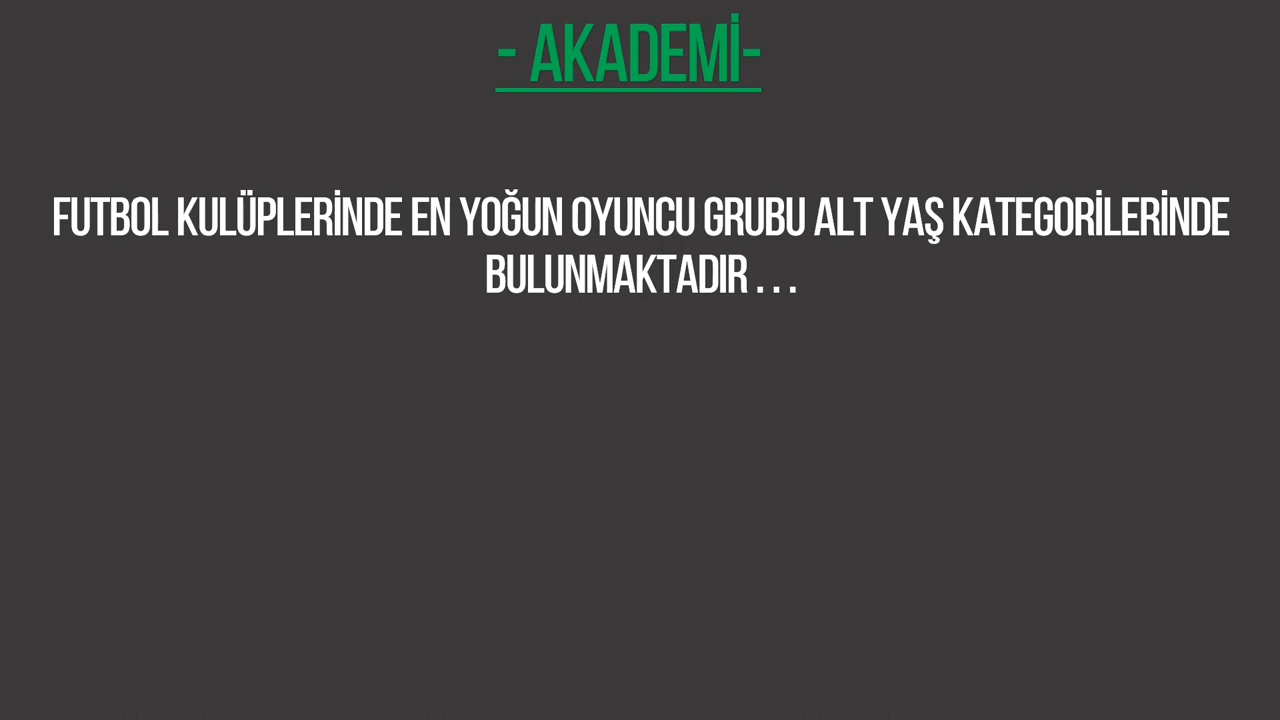 - AKADEMİ-
FUTBOL KULÜPLERİNDE EN YOĞUN OYUNCU GRUBU ALT YAŞ KATEGORİLERİNDE
BULUNMAKTADIR . . .